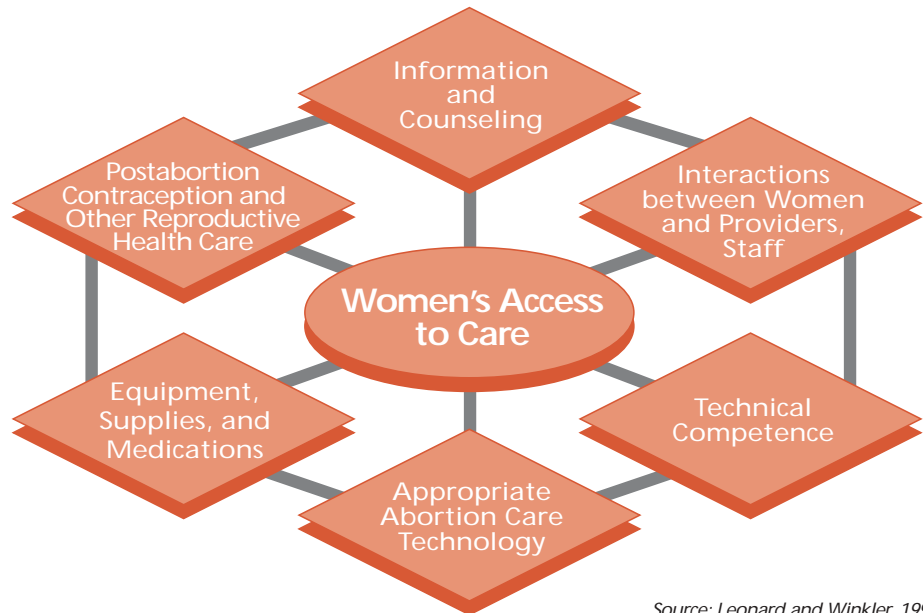 Information
and
Counseling
Postabortion
Contraception and
Other Reproductive
Health Care
Interactions
between Women
and Providers,
Staff
Women's Access
to Care
Equipment,
Supplies, and
Medications
Technical
Competence
Appropriate
Abortion Care
Technology
Source: Leonard and Winkler,